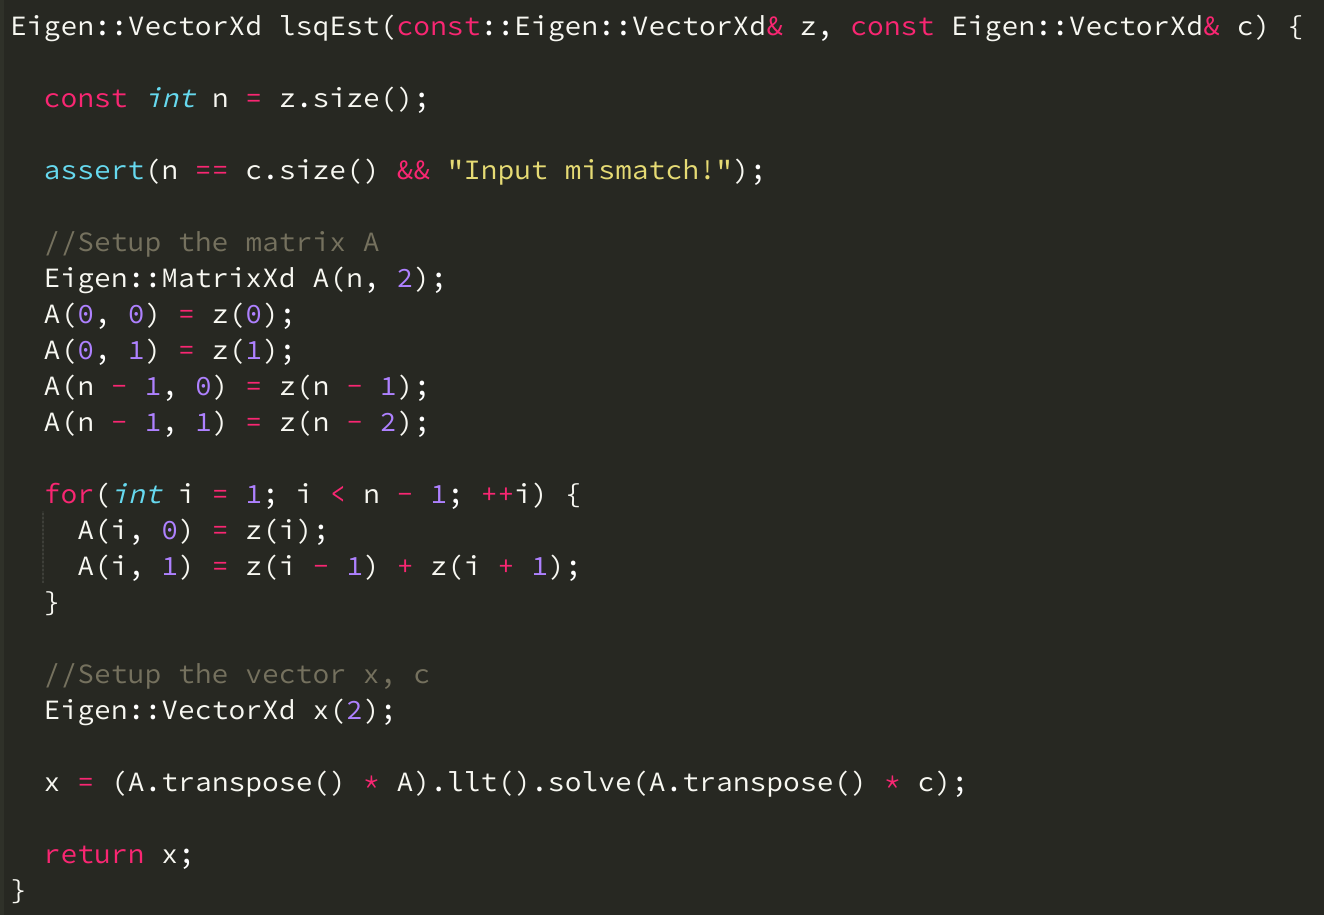 Eigen::VectorXd lsqEst(const::Eigen::VectorXd& z, const Eigen::VectorXd& c) {
const int n = z.size();
assert(n == c.size() && "Input mismatch!");
//Setup the matrix A
Eigen::MatrixXd A(n, 2);
A(0, 0) = z(0);
A(0, 1) = z(1);
A(n - 1, 0) = z(n - 1);
A(n - 1, 1) = z(n - 2);
for(int i = 1; i < n - 1; ++i) {
A(i, 0) = z(i);
A(i, 1) = z(i - 1) + z(i + 1);
}
//Setup the vector x, c
Eigen::VectorXd x(2);
x = (A.transpose() * A).llt().solve(A.transpose() * c);
return x;
}